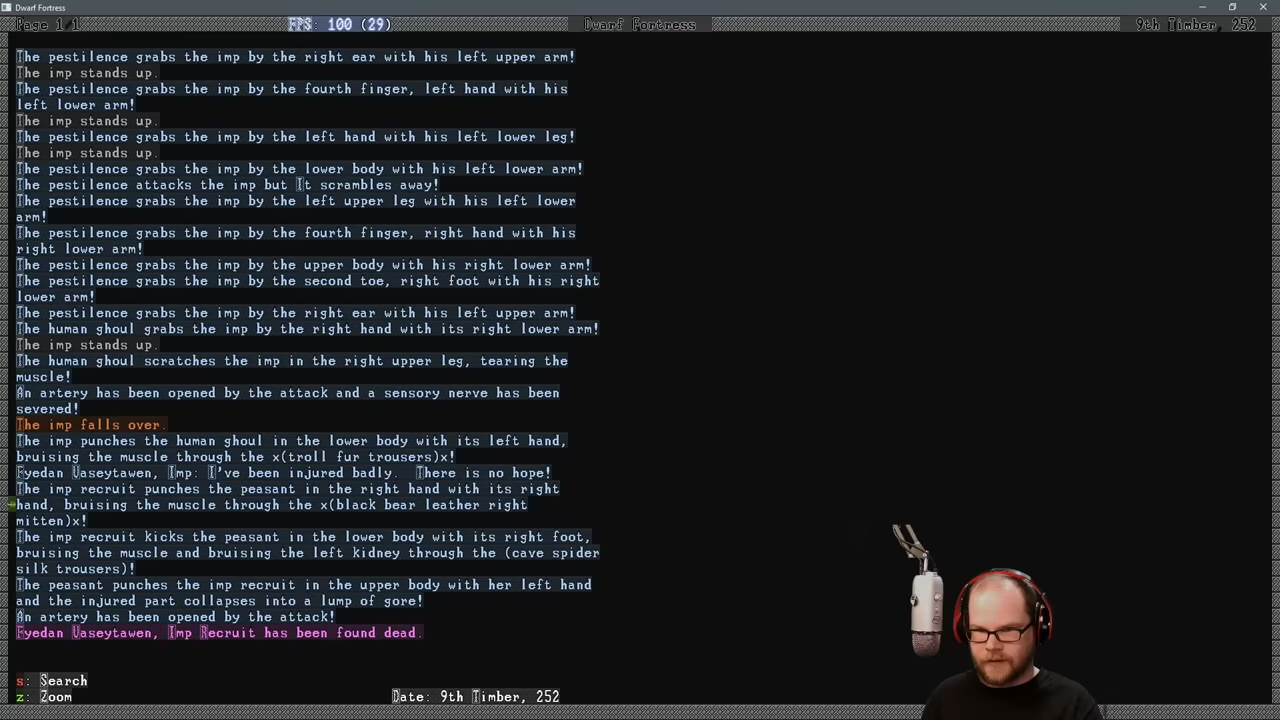 Dwarf Fortress
Page 1/1 FPS: 100 (29) Dwarf Fortress 9th Timber, 252
The pestilence grabs the imp by the right ear with his left upper arm!
The imp stands up.
The pestilence grabs the imp by the fourth finger, left hand with his
left lower arm!
The imp stands up.
The pestilence grabs the imp by the left hand with his left lower leg!
The imp stands up.
The pestilence grabs the imp by the lower body with his left lower arm!
The pestilence attacks the imp but It scrambles away!
The pestilence grabs the imp by the left upper leg with his left lower
arm!
The pestilence grabs the imp by the fourth finger, right hand with his
right lower arm!
The pestilence grabs the imp by the upper body with his right lower arm!
The pestilence grabs the imp by the second toe, right foot with his right
lower arm!
The pestilence grabs the imp by the right ear with his left upper arm!
The human ghoul grabs the imp by the right hand with its right lower arm!
The imp stands up.
The human ghoul scratches the imp in the right upper leg, tearing the
muscle!
An artery has been opened by the attack and a sensory nerve has been
severed!
The imp falls over.
The imp punches the human ghoul in the lower body with its left hand,
bruising the muscle through the x(troll fur trousers)x!
Fyedan Vaseytawen, Imp: I've been injured badly. There is no hope!
The imp recruit punches the peasant in the right hand with its right
hand, bruising the muscle through the x(black bear leather right
mitten)x!
The imp recruit kicks the peasant in the lower body with its right foot,
bruising the muscle and bruising the left kidney through the (cave spider
silk trousers)!
The peasant punches the imp recruit in the upper body with her left hand
and the injured part collapses into a lump of gore!
An artery has been opened by the attack!
Fyedan Vaseytawen, Imp Recruit has been found dead.
s: Search
z: Zoom Date: 9th Timber, 252